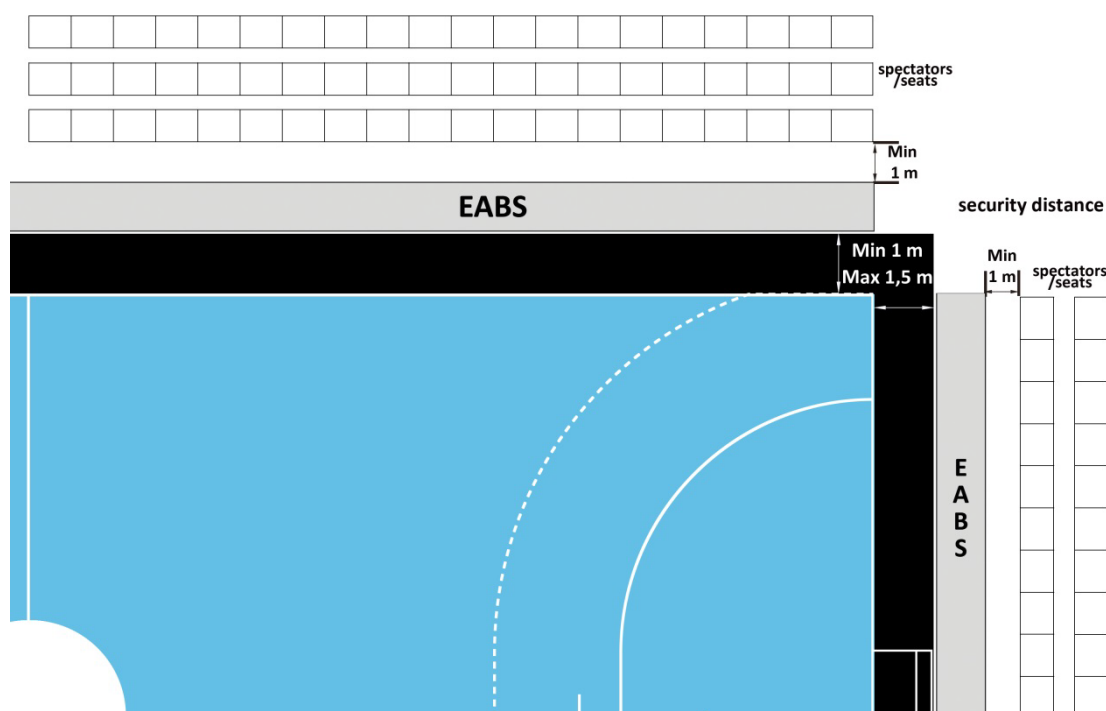 spectators
/seats
Min
1 m
EABS
security distance
Min 1 m
Max 1,5 m
Min
1 m
spectators
/seats
E
A
B
S